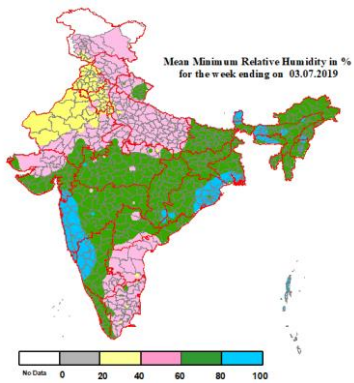 Mean Minimum Relative Humidity in %
for the week ending on 03.07.2019
No Data 0 20 40 60 80 100